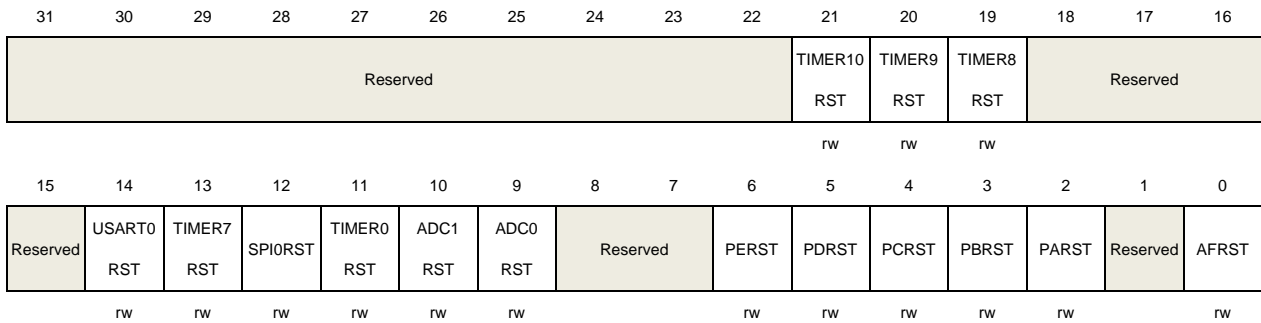 31 30 29 28 27 26 25 24 23 22 21 20 19 18 17 16
Reserved TIMER10 TIMER9 TIMER8 Reserved
RST RST RST
rw rw rw
15 14 13 12 11 10 9 8 7 6 5 4 3 2 1 0
Reserved USART0 TIMER7 SPI0RST TIMER0 ADC1 ADC0 Reserved PERST PDRST PCRST PBRST PARST Reserved AFRST
RST RST RST RST RST
rw rw rw rw rw rw rw rw rw rw rw rw